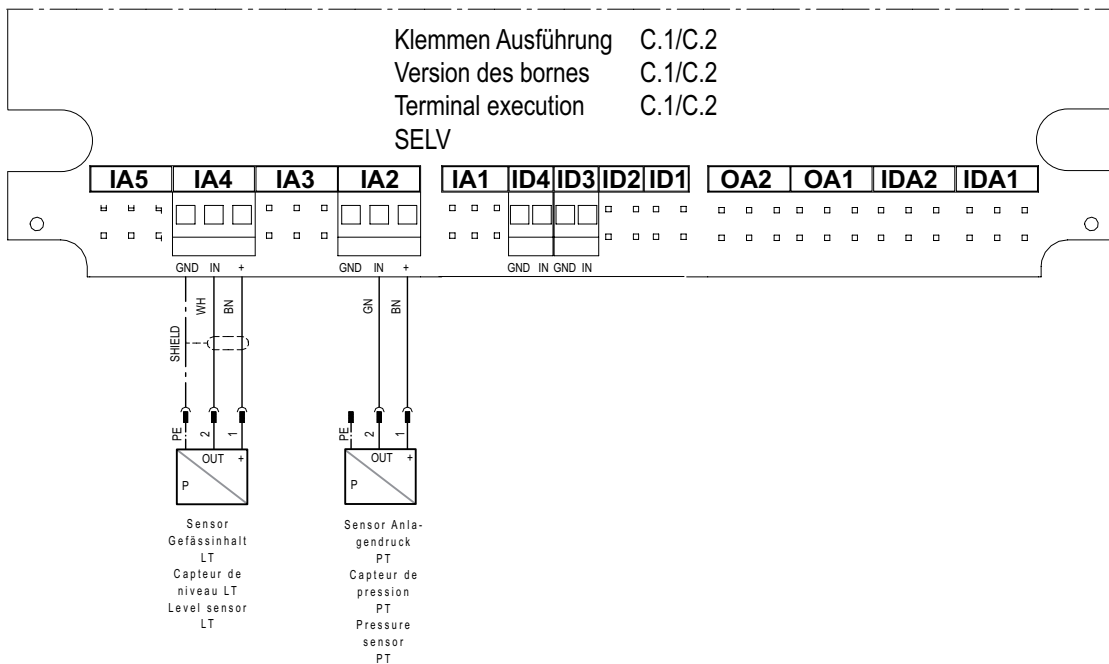 Klemmen Ausführung C.1/C.2
Version des bornes C.1/C.2
Terminal execution C.1/C.2
SELV
IA5 IA4 IA3 IA2 IA1 ID4 ID3 ID2 ID1 OA2 OA1 IDA2 IDA1
GND IN + GND IN + GND IN GND IN
SHIELD WH BN GN BN
PE 2 1 PE 2 1
OUT + OUT +
P P
Sensor
Gefässinhalt
LT
Capteur de
niveau LT
Level sensor
LT
Sensor Anla-
gendruck
PT
Capteur de
pression
PT
Pressure
sensor
PT